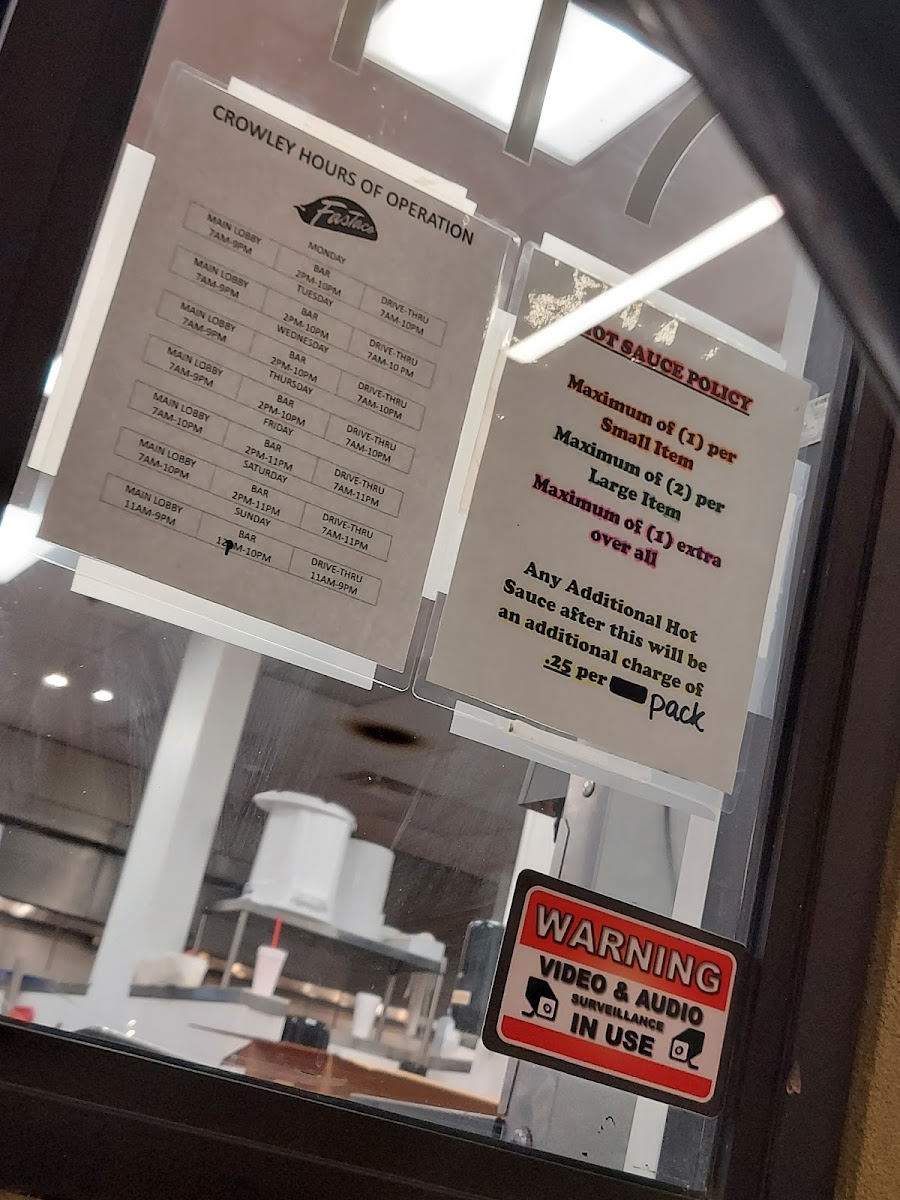 CROWLEY HOURS OF OPERATION
Fastaco
MONDAY
MAIN LOBBY
7AM-9PM
BAR
2PM-10PM
DRIVE-THRU
7AM-10PM
TUESDAY
MAIN LOBBY
7AM-9PM
BAR
2PM-10PM
DRIVE-THRU
7AM-10 PM
WEDNESDAY
MAIN LOBBY
7AM-9PM
BAR
2PM-10PM
DRIVE-THRU
7AM-10PM
THURSDAY
MAIN LOBBY
7AM-9PM
BAR
2PM-10PM
DRIVE-THRU
7AM-10PM
FRIDAY
MAIN LOBBY
7AM-10PM
BAR
2PM-11PM
DRIVE-THRU
7AM-11PM
SATURDAY
MAIN LOBBY
7AM-10PM
BAR
2PM-11PM
DRIVE-THRU
7AM-11PM
SUNDAY
MAIN LOBBY
11AM-9PM
BAR
12PM-10PM
DRIVE-THRU
11AM-9PM
HOT SAUCE POLICY
Maximum of (1) per
Small Item
Maximum of (2) per
Large Item
Maximum of (1) extra
over all
Any Additional Hot
Sauce after this will be
an additional charge of
.25 per pack
WARNING
VIDEO & AUDIO
SURVEILLANCE
IN USE